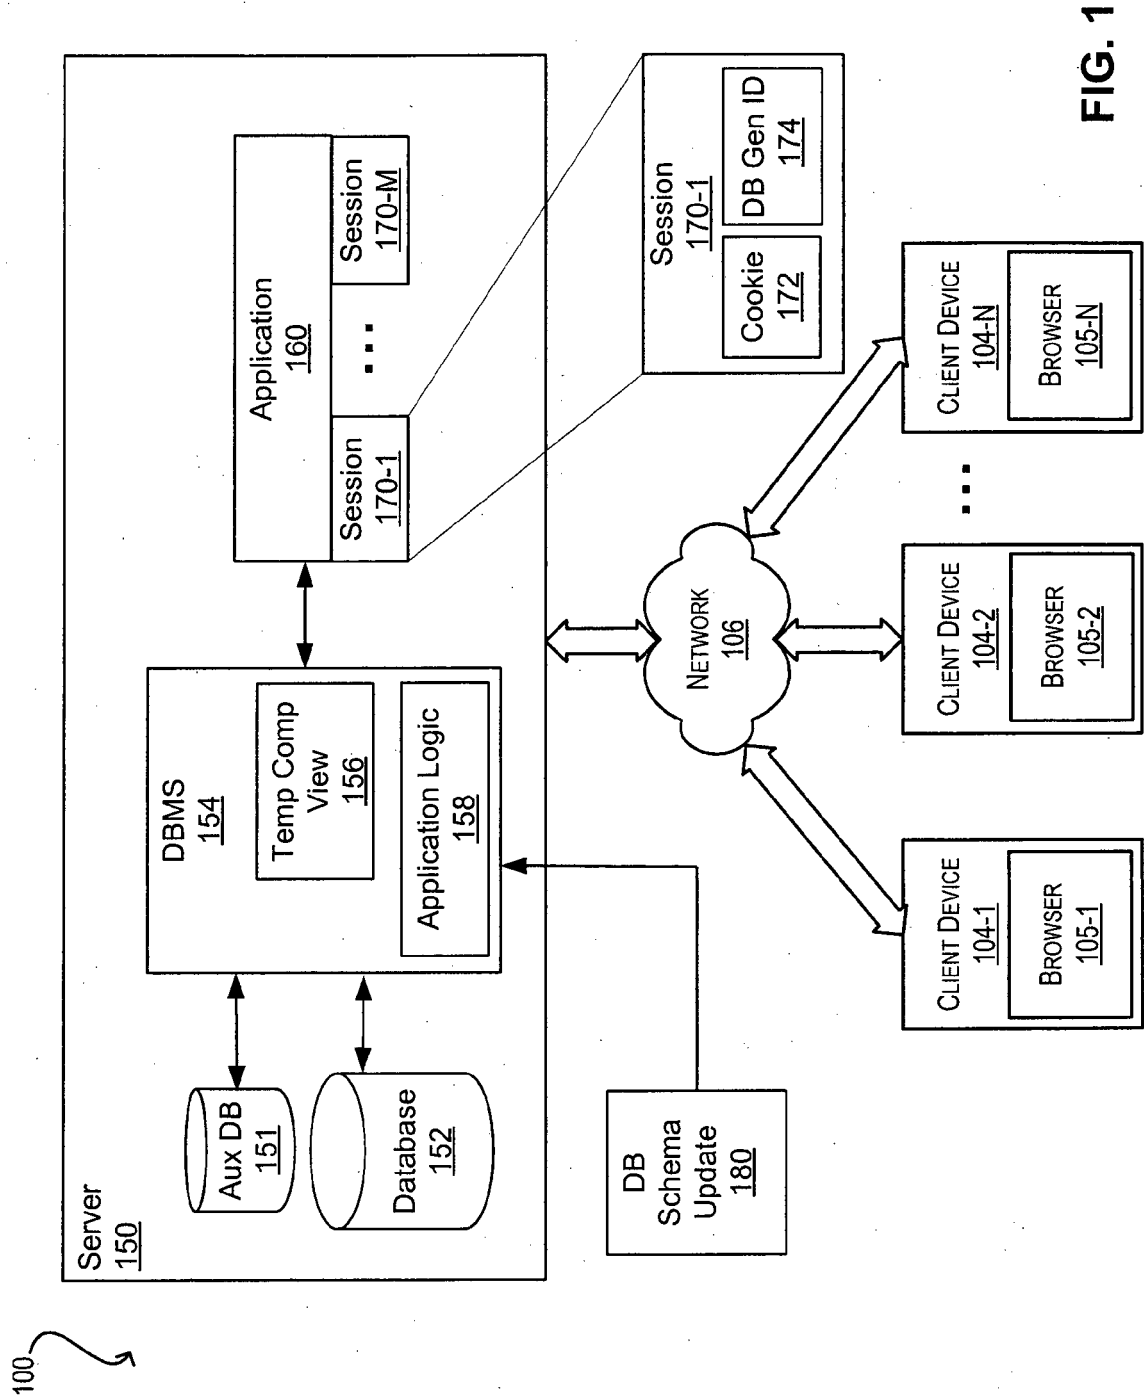 100
Server
150
Aux DB
151
Database
152
DBMS
154
Temp Comp
View
156
Application Logic
158
Application
160
Session
170-1
...
Session
170-M
Session
170-1
Cookie
172
DB Gen ID
174
DB
Schema
Update
180
NETWORK
106
CLIENT DEVICE
104-1
BROWSER
105-1
CLIENT DEVICE
104-2
BROWSER
105-2
...
CLIENT DEVICE
104-N
BROWSER
105-N
FIG. 1